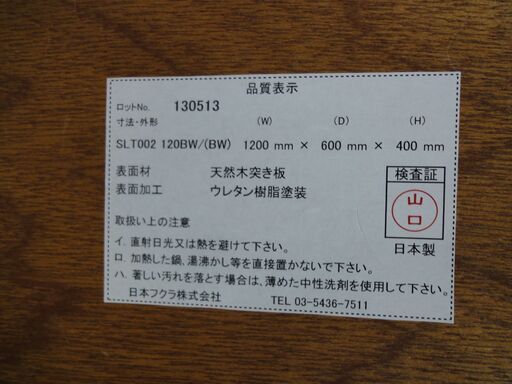 品質表示
ロットNo. 130513
寸法・外形 (W) (D) (H)
SLT002 120BW/(BW) 1200 mm × 600 mm × 400 mm
表面材 天然木突き板
表面加工 ウレタン樹脂塗装
検査証
山口
日本製
取扱い上の注意
イ. 直射日光又は熱を避けて下さい。
ロ. 加熱した鍋、湯沸かし等を直接置かないで下さい。
ハ. 著しい汚れを落とす場合は、薄めた中性洗剤を使用して下さい。
日本フクラ株式会社 TEL 03-5436-7511